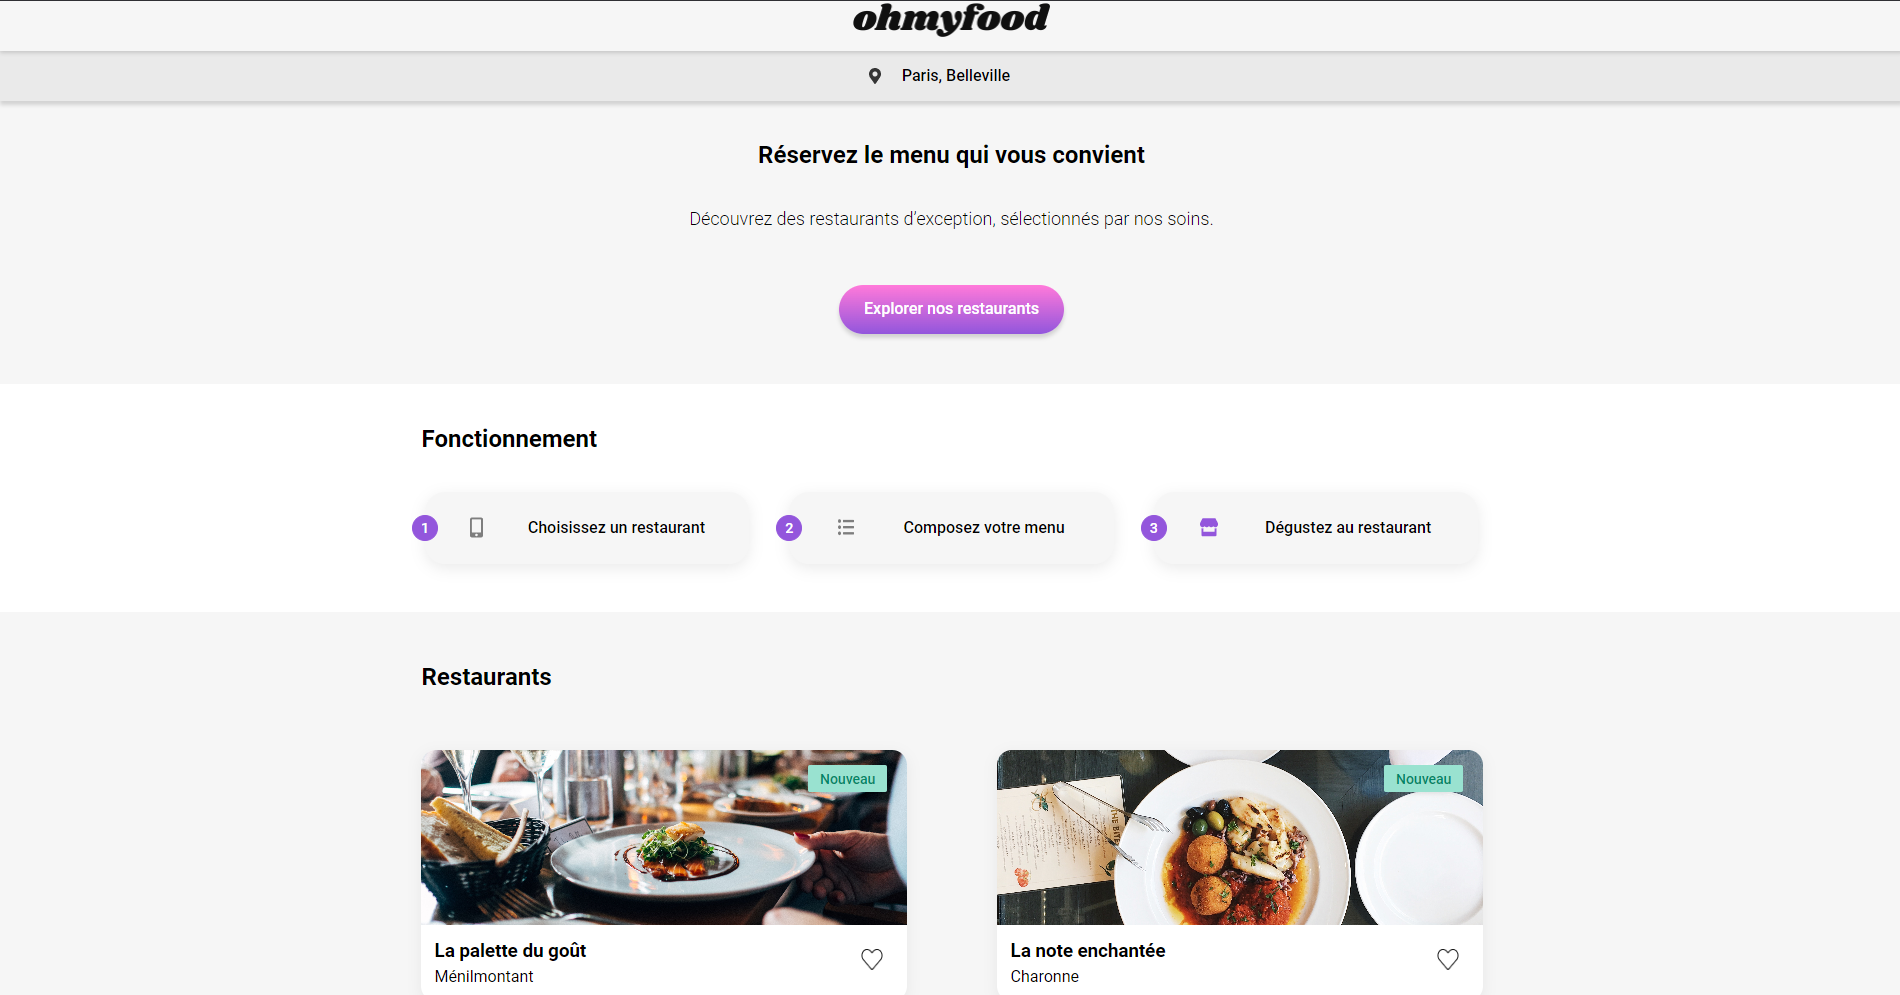 ohmyfood
Paris, Belleville
Réservez le menu qui vous convient
Découvrez des restaurants d’exception, sélectionnés par nos soins.
Explorer nos restaurants
Fonctionnement
1 Choisissez un restaurant
2 Composez votre menu
3 Dégustez au restaurant
Restaurants
Nouveau
Nouveau
La palette du goût
Ménilmontant
La note enchantée
Charonne